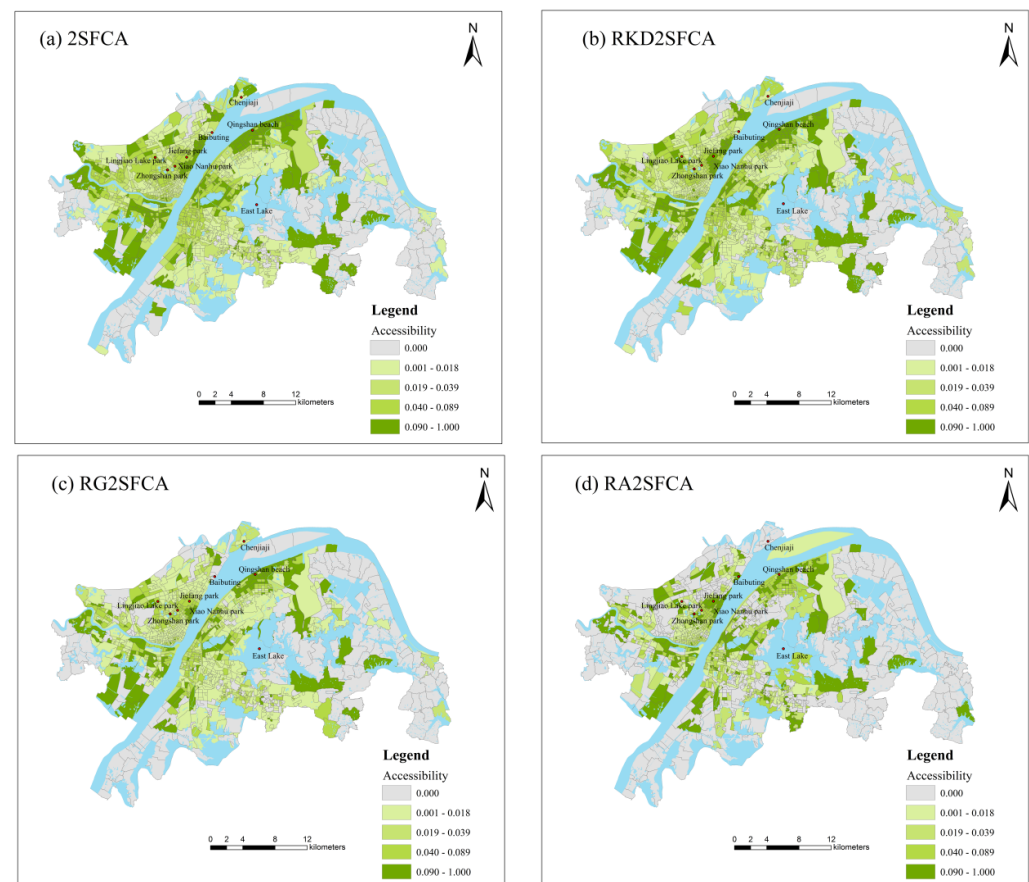 (a) 2SFCA
N
Chenjiaji
Qingshan beach
Baibuting
Jiefang park
Lingjiao Lake park
Xiao Nanhu park
Zhongshan park
East Lake
Legend
Accessibility
0.000
0.001 - 0.018
0.019 - 0.039
0.040 - 0.089
0.090 - 1.000
0 2 4 8 12
kilometers
(b) RKD2SFCA
N
Chenjiaji
Qingshan beach
Baibuting
Jiefang park
Lingjiao Lake park
Xiao Nanhu park
Zhongshan park
East Lake
Legend
Accessibility
0.000
0.001 - 0.018
0.019 - 0.039
0.040 - 0.089
0.090 - 1.000
0 2 4 8 12
kilometers
(c) RG2SFCA
N
Chenjiaji
Qingshan beach
Baibuting
Jiefang park
Lingjiao Lake park
Xiao Nanhu park
Zhongshan park
East Lake
Legend
Accessibility
0.000
0.001 - 0.018
0.019 - 0.039
0.040 - 0.089
0.090 - 1.000
0 2 4 8 12
kilometers
(d) RA2SFCA
N
Chenjiaji
Qingshan beach
Baibuting
Jiefang park
Lingjiao Lake park
Xiao Nanhu park
Zhongshan park
East Lake
Legend
Accessibility
0.000
0.001 - 0.018
0.019 - 0.039
0.040 - 0.089
0.090 - 1.000
0 2 4 8 12
kilometers